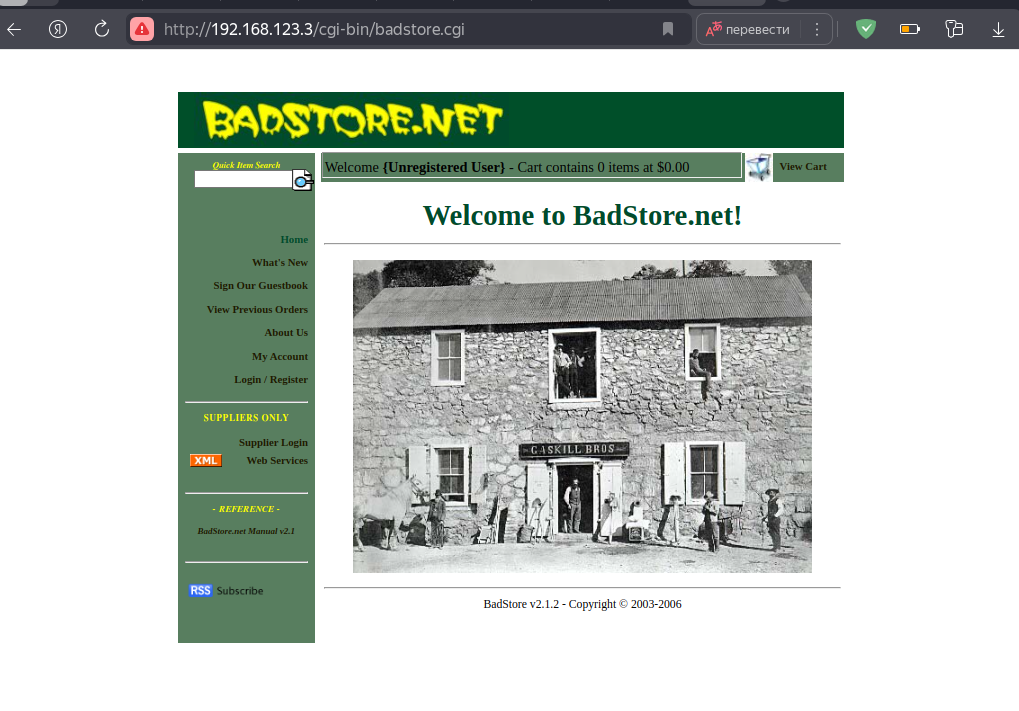 http://192.168.123.3/cgi-bin/badstore.cgi
перевести
BADSTORE.NET
Quick Item Search
Welcome {Unregistered User} - Cart contains 0 items at $0.00
View Cart
Welcome to BadStore.net!
Home
What's New
Sign Our Guestbook
View Previous Orders
About Us
My Account
Login / Register
SUPPLIERS ONLY
Supplier Login
XML Web Services
- REFERENCE -
BadStore.net Manual v2.1
RSS Subscribe
GASKILL BROS
BadStore v2.1.2 - Copyright © 2003-2006